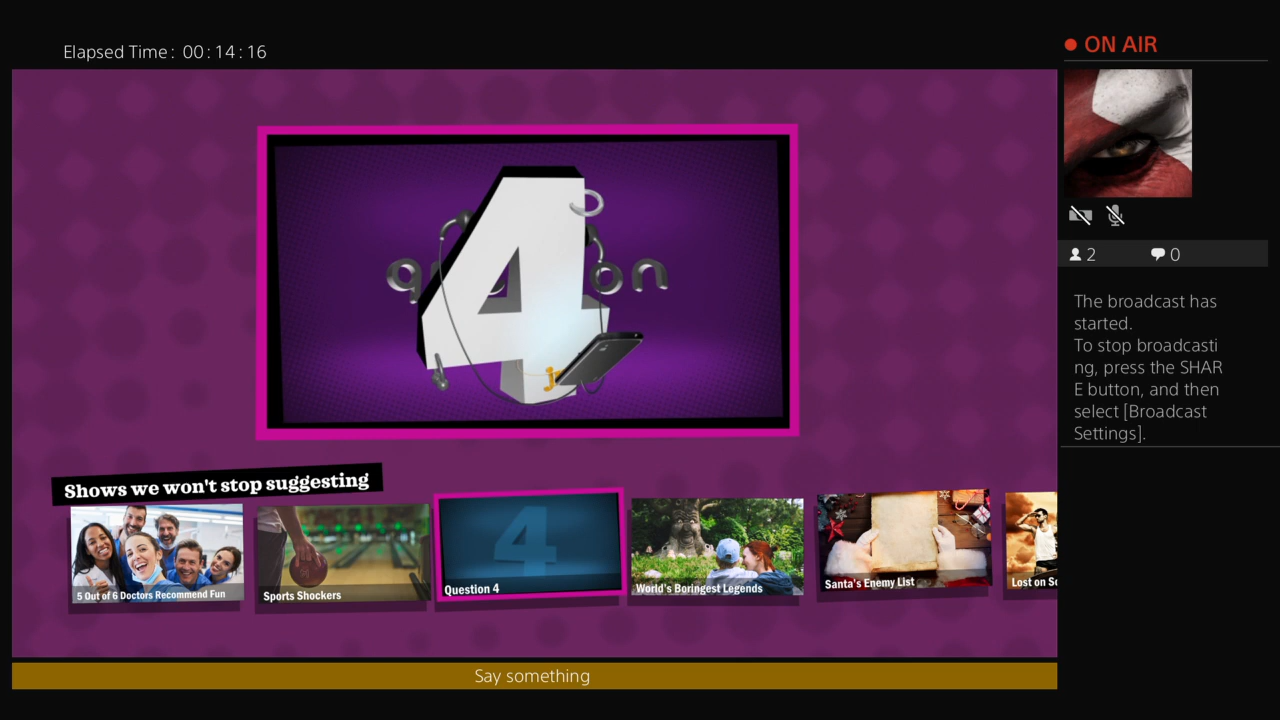 Elapsed Time: 00:14:16
ON AIR
4
2
0
The broadcast has
started.
To stop broadcasti
ng, press the SHAR
E button, and then
select [Broadcast
Settings].
Shows we won't stop suggesting
5 Out of 6 Doctors Recommend Fun
Sports Shockers
4
Question 4
World's Boringest Legends
Santa's Enemy List
Lost on
Say something